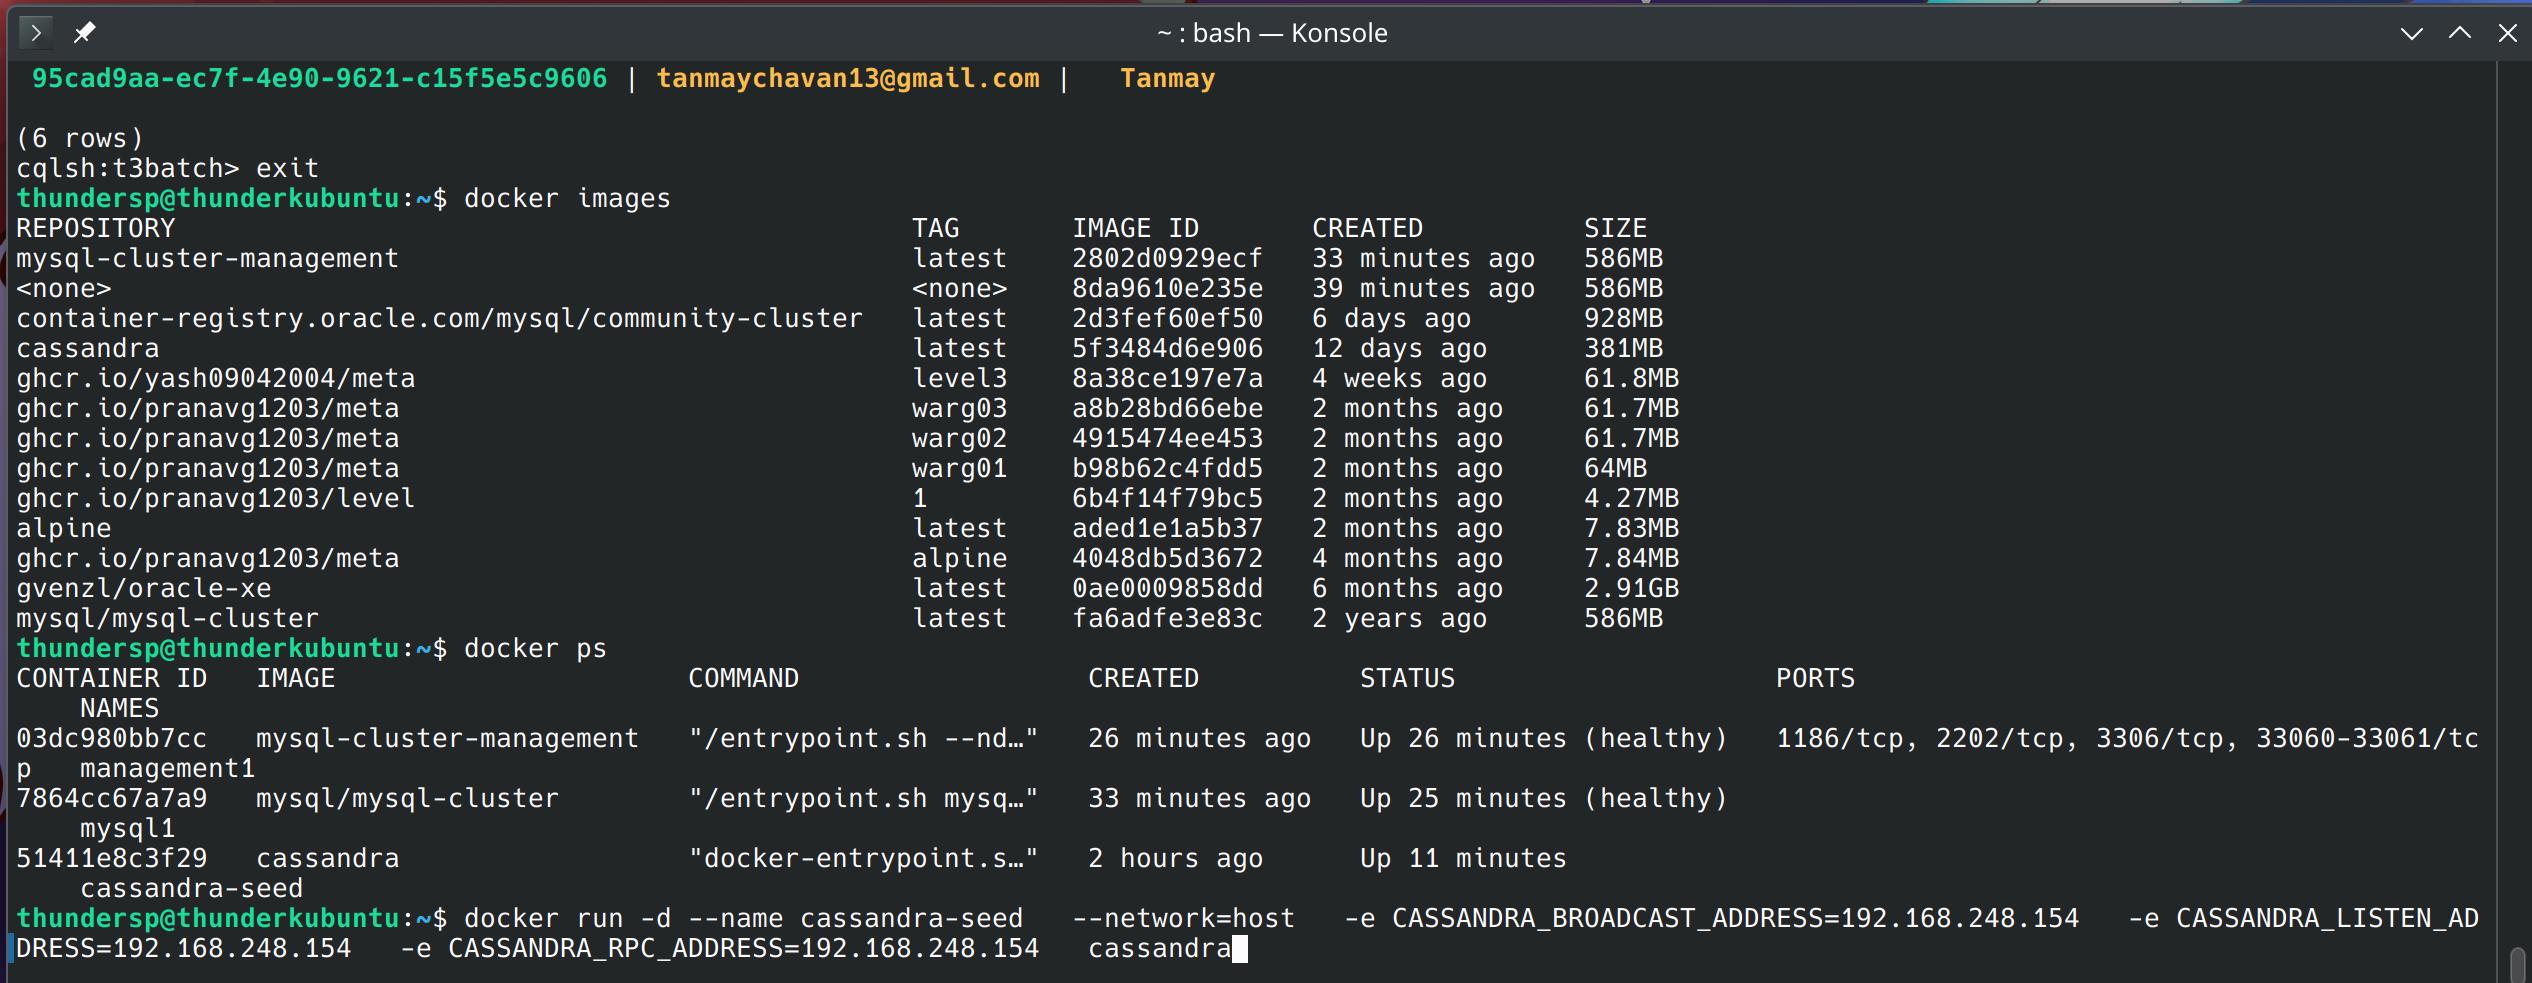 ~ : bash — Konsole
95cad9aa-ec7f-4e90-9621-c15f5e5c9606 | tanmaychavan13@gmail.com |   Tanmay
(6 rows)
cqlsh:t3batch> exit
thundersp@thunderkubuntu:~$ docker images
REPOSITORY                                              TAG       IMAGE ID       CREATED          SIZE
mysql-cluster-management                                latest    2802d0929ecf   33 minutes ago   586MB
<none>                                                  <none>    8da9610e235e   39 minutes ago   586MB
container-registry.oracle.com/mysql/community-cluster   latest    2d3fef60ef50   6 days ago       928MB
cassandra                                               latest    5f3484d6e906   12 days ago      381MB
ghcr.io/yash09042004/meta                               level3    8a38ce197e7a   4 weeks ago      61.8MB
ghcr.io/pranavg1203/meta                                warg03    a8b28bd66ebe   2 months ago     61.7MB
ghcr.io/pranavg1203/meta                                warg02    4915474ee453   2 months ago     61.7MB
ghcr.io/pranavg1203/meta                                warg01    b98b62c4fdd5   2 months ago     64MB
ghcr.io/pranavg1203/level                               1         6b4f14f79bc5   2 months ago     4.27MB
alpine                                                  latest    aded1e1a5b37   2 months ago     7.83MB
ghcr.io/pranavg1203/meta                                alpine    4048db5d3672   4 months ago     7.84MB
gvenzl/oracle-xe                                        latest    0ae0009858dd   6 months ago     2.91GB
mysql/mysql-cluster                                     latest    fa6adfe3e83c   2 years ago      586MB
thundersp@thunderkubuntu:~$ docker ps
CONTAINER ID   IMAGE                      COMMAND                  CREATED          STATUS                    PORTS
    NAMES
03dc980bb7cc   mysql-cluster-management   "/entrypoint.sh --nd…"   26 minutes ago   Up 26 minutes (healthy)   1186/tcp, 2202/tcp, 3306/tcp, 33060-33061/tc
p   management1
7864cc67a7a9   mysql/mysql-cluster        "/entrypoint.sh mysq…"   33 minutes ago   Up 25 minutes (healthy)
    mysql1
51411e8c3f29   cassandra                  "docker-entrypoint.s…"   2 hours ago      Up 11 minutes
    cassandra-seed
thundersp@thunderkubuntu:~$ docker run -d --name cassandra-seed   --network=host   -e CASSANDRA_BROADCAST_ADDRESS=192.168.248.154   -e CASSANDRA_LISTEN_AD
DRESS=192.168.248.154   -e CASSANDRA_RPC_ADDRESS=192.168.248.154   cassandra